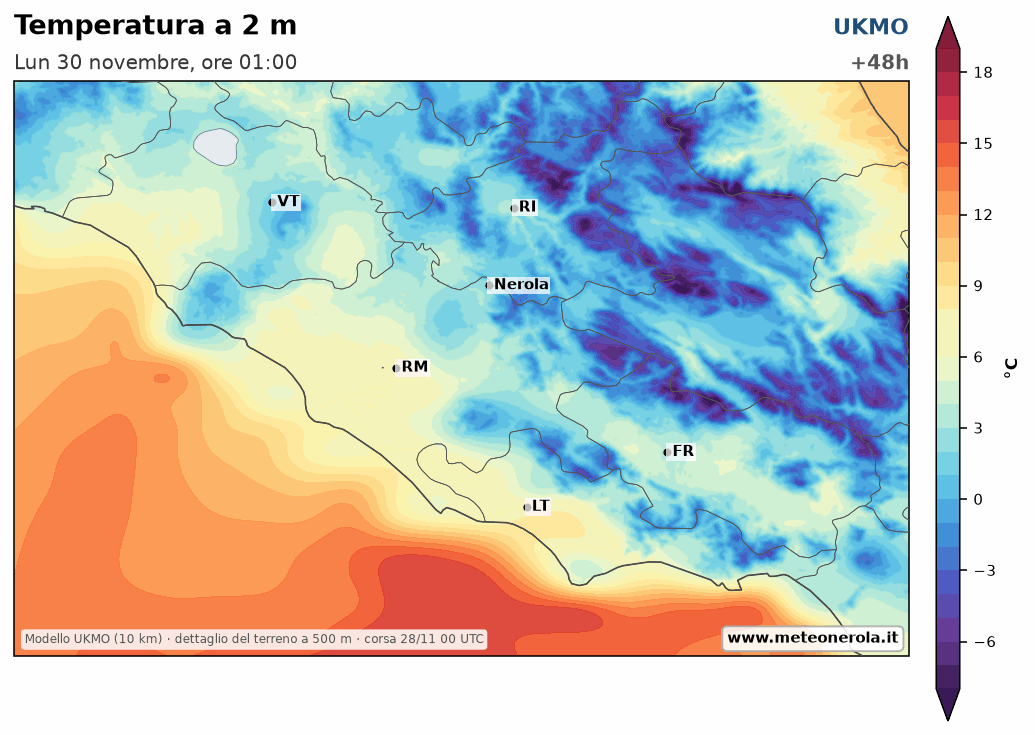 Temperatura a 2 m
UKMO
Lun 30 novembre, ore 01:00
+48h
VT
RI
Nerola
RM
FR
LT
18
15
12
9
6
3
0
−3
−6
°C
Modello UKMO (10 km) · dettaglio del terreno a 500 m · corsa 28/11 00 UTC
www.meteonerola.it